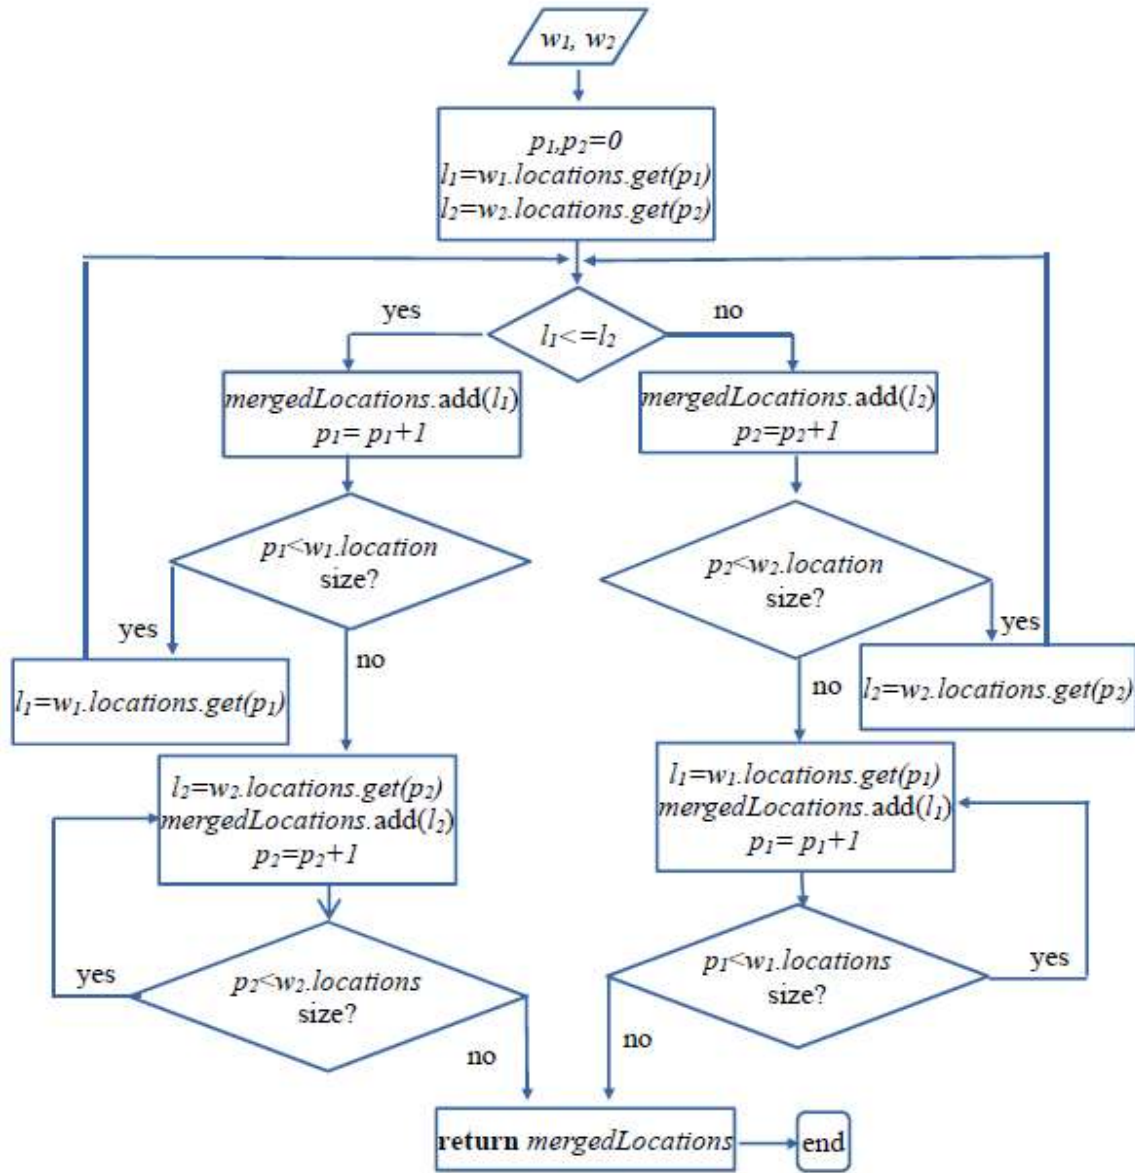 w₁, w₂
p₁,p₂=0
l₁=w₁.locations.get(p₁)
l₂=w₂.locations.get(p₂)
yes
no
l₁<=l₂
mergedLocations.add(l₁)
p₁= p₁+1
mergedLocations.add(l₂)
p₂=p₂+1
p₁<w₁.location
size?
p₂<w₂.location
size?
yes
no
yes
no
l₁=w₁.locations.get(p₁)
l₂=w₂.locations.get(p₂)
l₂=w₂.locations.get(p₂)
mergedLocations.add(l₂)
p₂=p₂+1
l₁=w₁.locations.get(p₁)
mergedLocations.add(l₁)
p₁= p₁+1
yes
p₂<w₂.locations
size?
no
p₁<w₁.locations
size?
yes
no
return mergedLocations
end